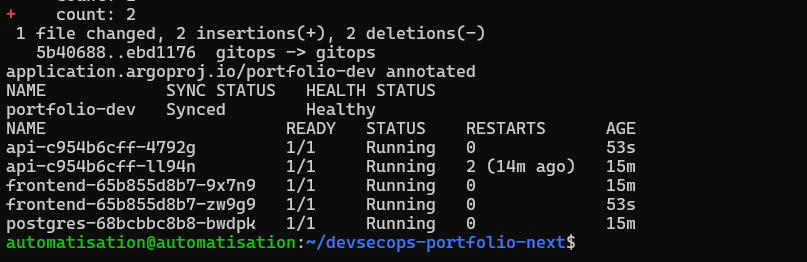 +     count: 2
 1 file changed, 2 insertions(+), 2 deletions(-)
   5b40688..ebd1176  gitops -> gitops
application.argoproj.io/portfolio-dev annotated
NAME            SYNC STATUS   HEALTH STATUS
portfolio-dev   Synced        Healthy
NAME                        READY   STATUS    RESTARTS      AGE
api-c954b6cff-4792g         1/1     Running   0             53s
api-c954b6cff-ll94n         1/1     Running   2 (14m ago)   15m
frontend-65b855d8b7-9x7n9   1/1     Running   0             15m
frontend-65b855d8b7-zw9g9   1/1     Running   0             53s
postgres-68bcbbc8b8-bwdpk   1/1     Running   0             15m
automatisation@automatisation:~/devsecops-portfolio-next$